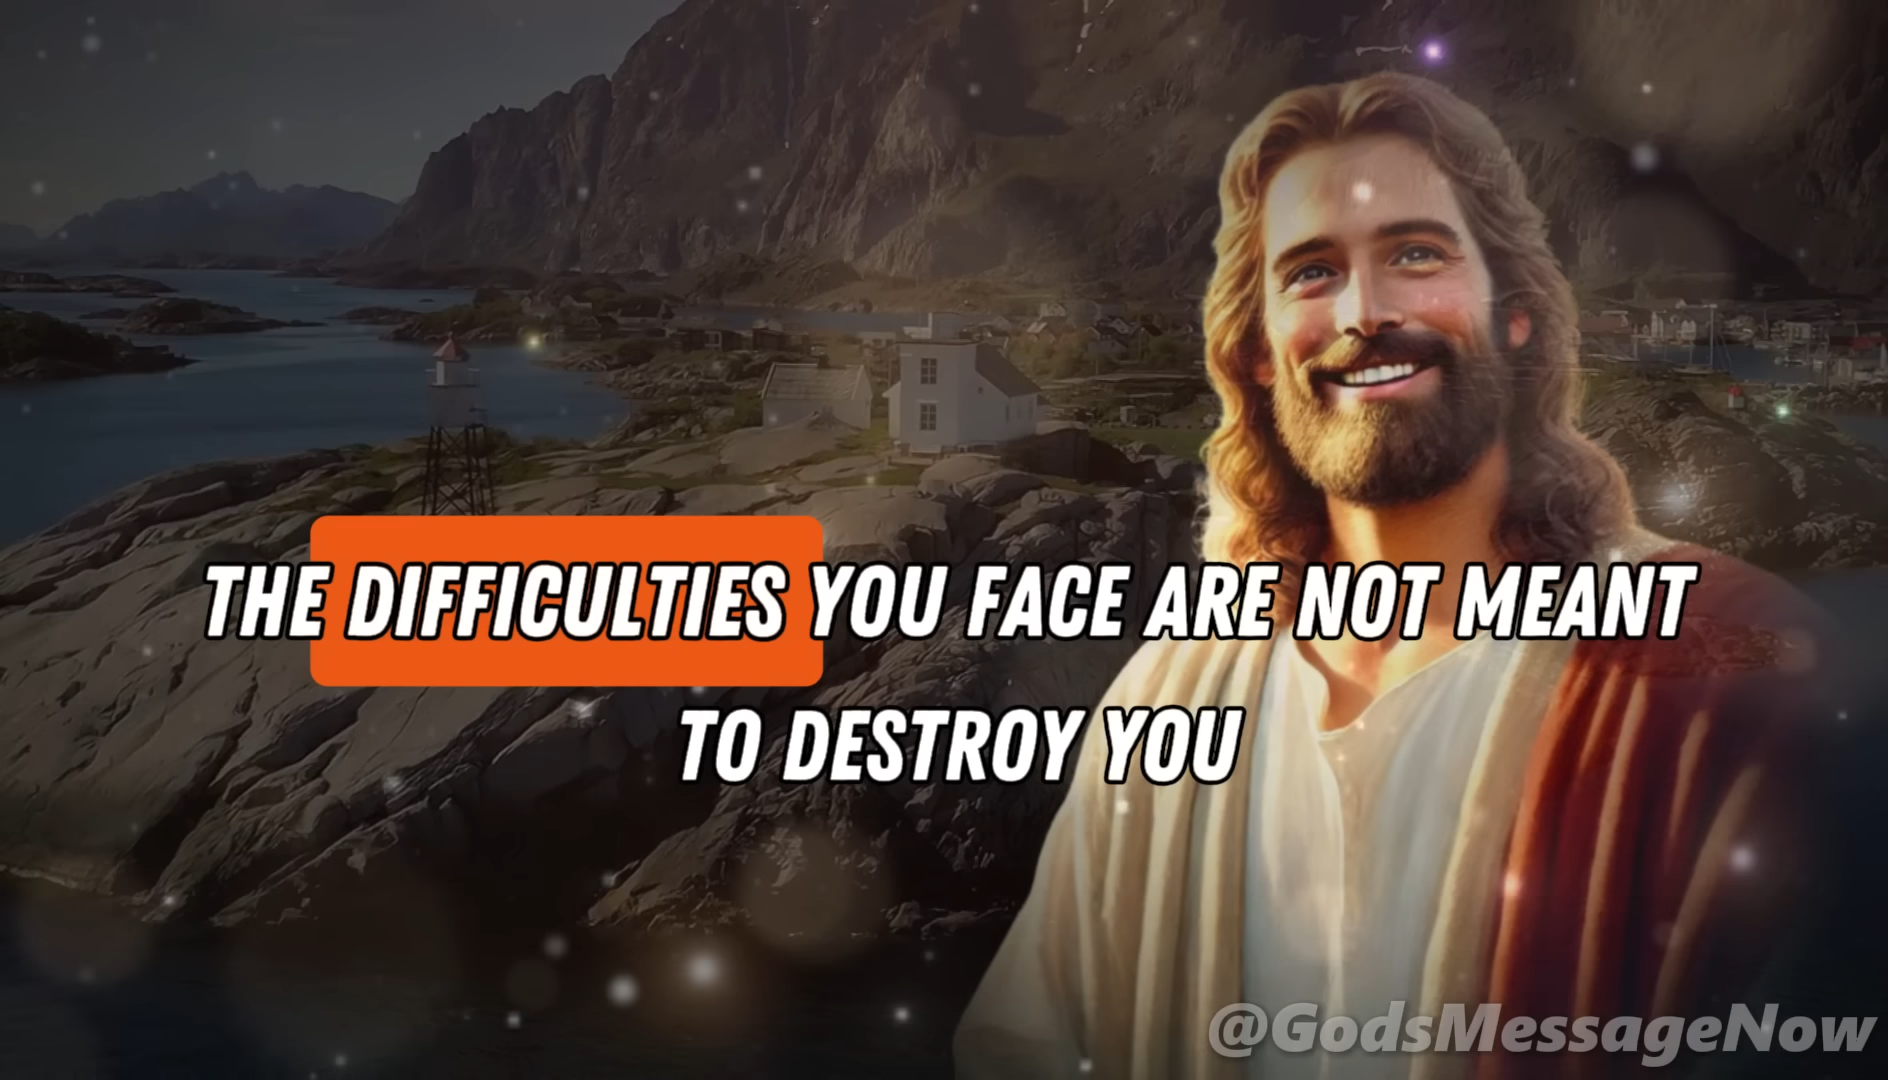 THE DIFFICULTIES YOU FACE ARE NOT MEANT
TO DESTROY YOU
@GodsMessageNow